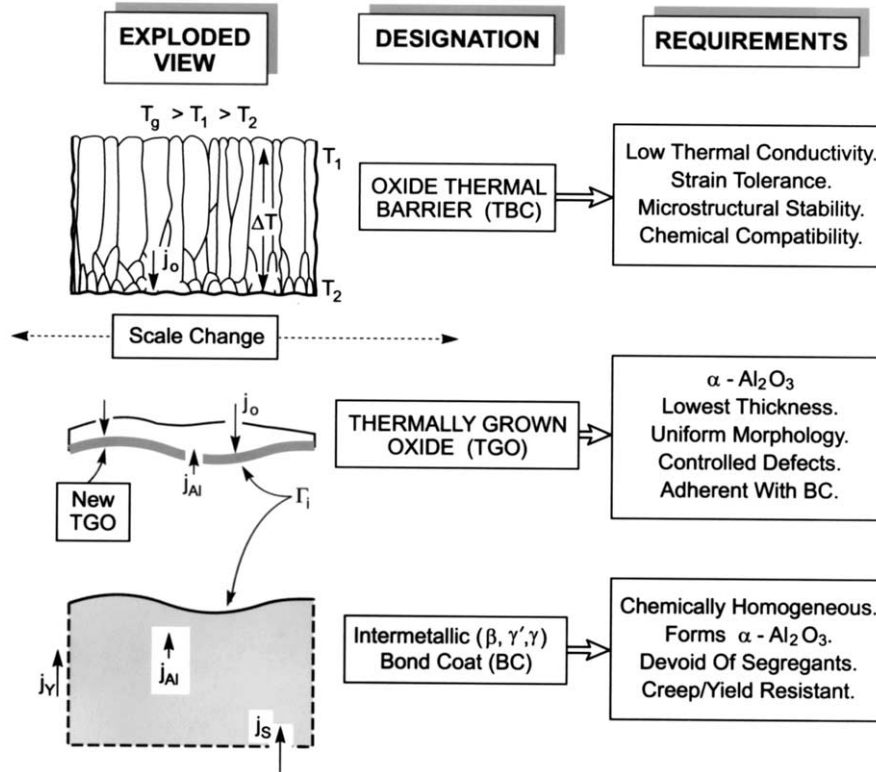 EXPLODED
VIEW
DESIGNATION
REQUIREMENTS
T_g > T_1 > T_2
T_1
ΔT
j_o
T_2
OXIDE THERMAL
BARRIER (TBC)
Low Thermal Conductivity.
Strain Tolerance.
Microstructural Stability.
Chemical Compatibility.
Scale Change
j_o
j_Al
New
TGO
Γ_i
THERMALLY GROWN
OXIDE (TGO)
α - Al₂O₃
Lowest Thickness.
Uniform Morphology.
Controlled Defects.
Adherent With BC.
j_Y
j_Al
j_S
Intermetallic (β, γ′,γ)
Bond Coat (BC)
Chemically Homogeneous.
Forms α - Al₂O₃.
Devoid Of Segregants.
Creep/Yield Resistant.